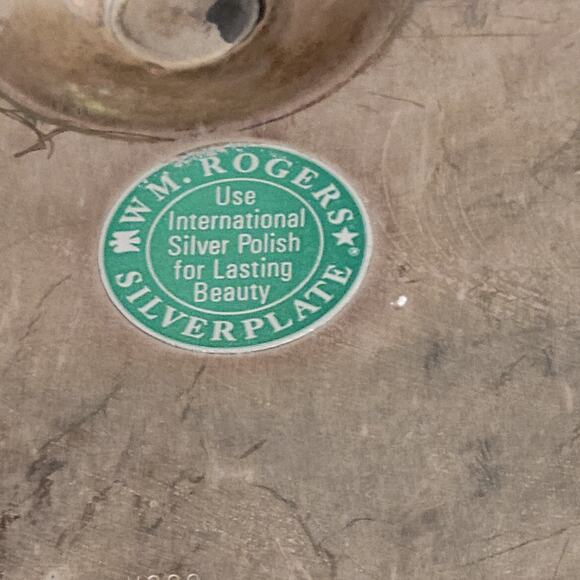 WM. ROGERS
Use
International
Silver Polish
for Lasting
Beauty
SILVERPLATE®